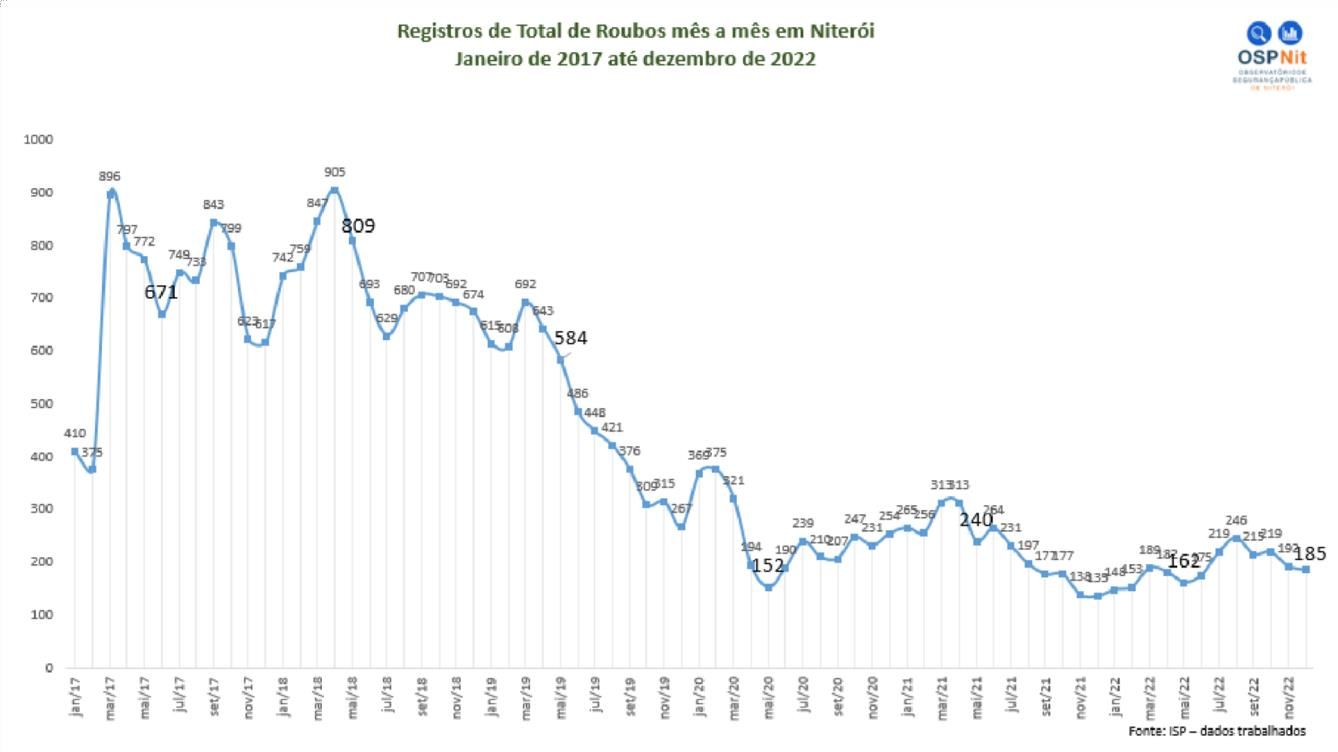 Registros de Total de Roubos mês a mês em Niterói
Janeiro de 2017 até dezembro de 2022
OSPNit
OBSERVATÓRIO DE
SEGURANÇA PÚBLICA
DE NITERÓI
1000
900
800
700
600
500
400
300
200
100
0
410
375
896
797
772
671
749
733
843
799
623
617
742
759
847
905
809
693
629
680
707
703
692
674
615
608
692
643
584
486
448
421
376
309
315
267
369
375
321
194
152
190
239
210
207
247
231
254
265
256
313
313
240
264
231
197
177
177
138
135
148
153
189
182
162
175
219
246
215
219
192
185
jan/17
mar/17
mai/17
jul/17
set/17
nov/17
jan/18
mar/18
mai/18
jul/18
set/18
nov/18
jan/19
mar/19
mai/19
jul/19
set/19
nov/19
jan/20
mar/20
mai/20
jul/20
set/20
nov/20
jan/21
mar/21
mai/21
jul/21
set/21
nov/21
jan/22
mar/22
mai/22
jul/22
set/22
nov/22
Fonte: ISP – dados trabalhados